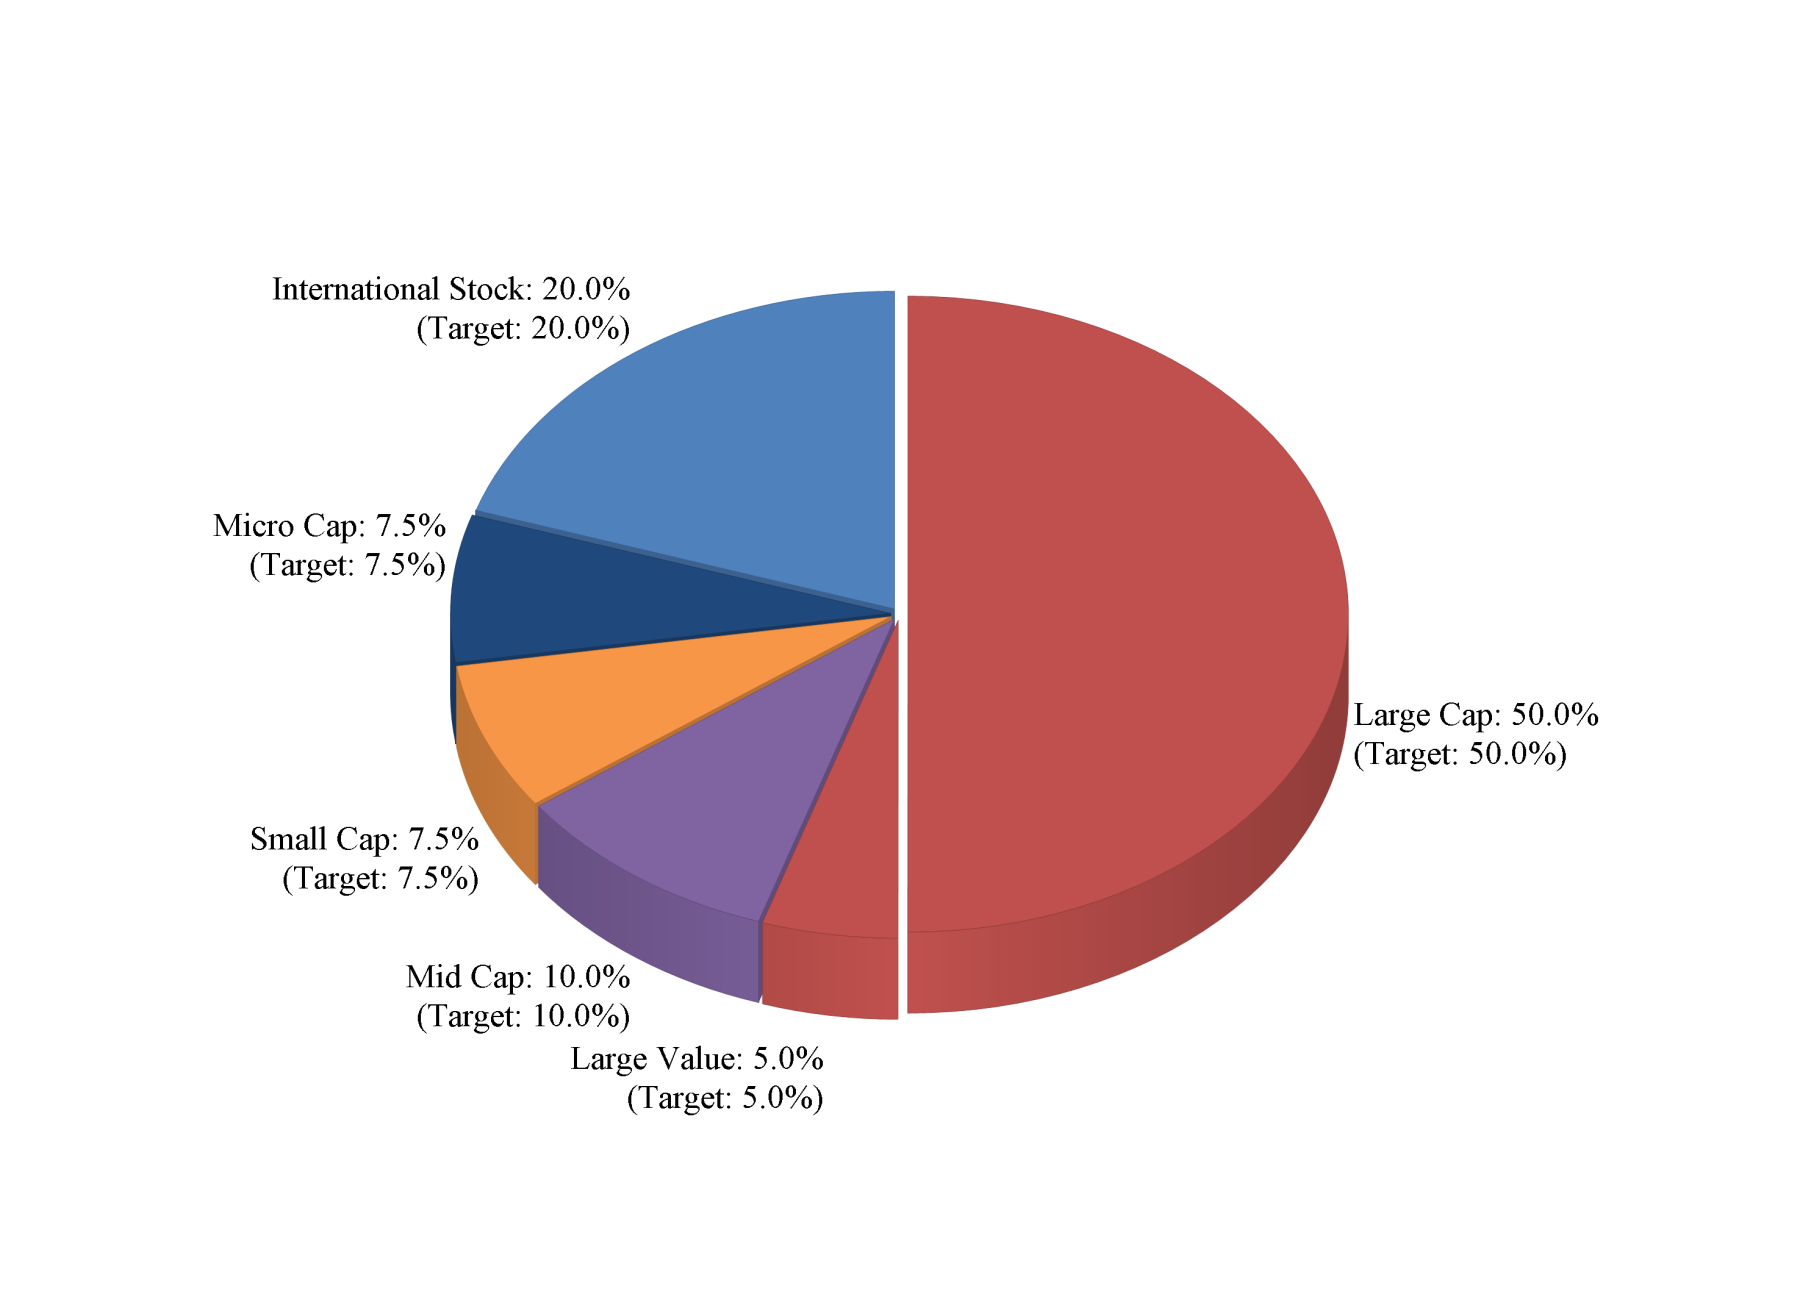 International Stock: 20.0%
(Target: 20.0%)
Micro Cap: 7.5%
(Target: 7.5%)
Large Cap: 50.0%
(Target: 50.0%)
Small Cap: 7.5%
(Target: 7.5%)
Mid Cap: 10.0%
(Target: 10.0%)
Large Value: 5.0%
(Target: 5.0%)